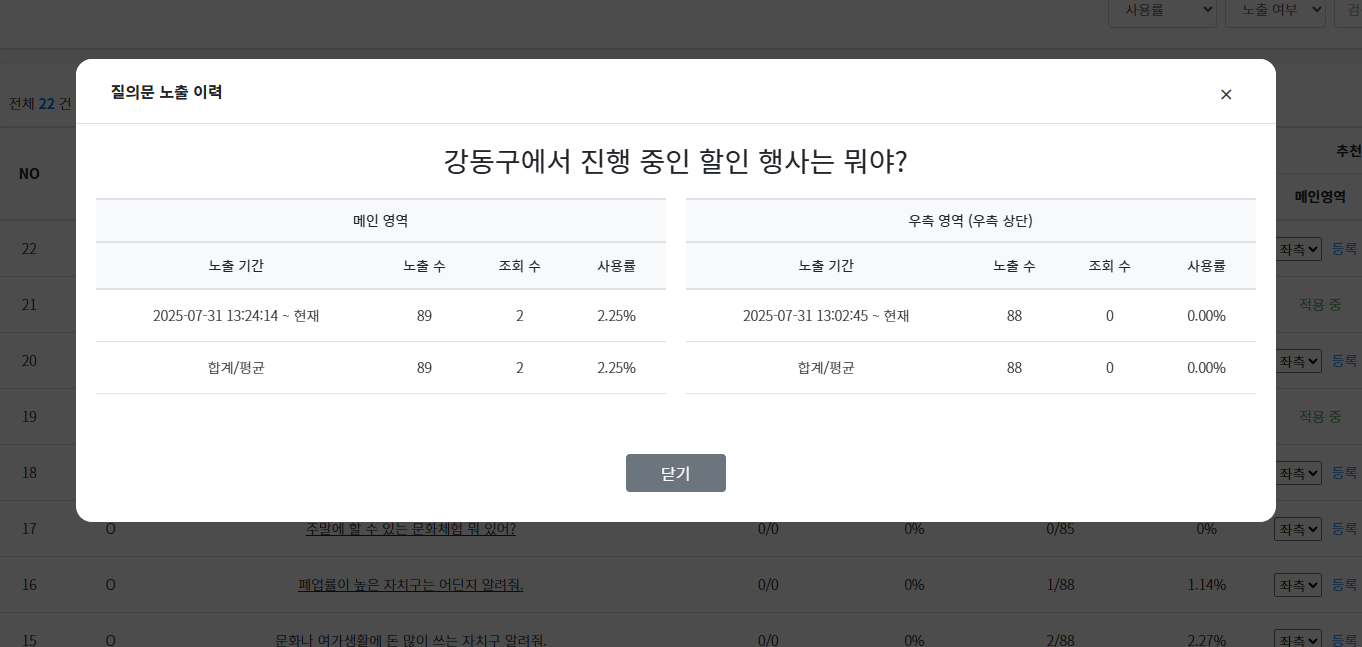 사용률 노출 여부 검
질의문 노출 이력 ×
전체 22 건
강동구에서 진행 중인 할인 행사는 뭐야?
NO 추천
메인영역
메인 영역 우측 영역 (우측 상단)
노출 기간 노출 수 조회 수 사용률 노출 기간 노출 수 조회 수 사용률
2025-07-31 13:24:14 ~ 현재 89 2 2.25% 2025-07-31 13:02:45 ~ 현재 88 0 0.00%
합계/평균 89 2 2.25% 합계/평균 88 0 0.00%
닫기
22 좌측 등록
21 적용 중
20 좌측 등록
19 적용 중
18 좌측 등록
17 O 주말에 할 수 있는 문화체험 뭐 있어? 0/0 0% 0/85 0% 좌측 등록
16 O 폐업률이 높은 자치구는 어딘지 알려줘. 0/0 0% 1/88 1.14% 좌측 등록
15 O 문화나 여가생활에 돈 많이 쓰는 자치구 알려줘. 0/0 0% 2/88 2.27% 좌측 등록